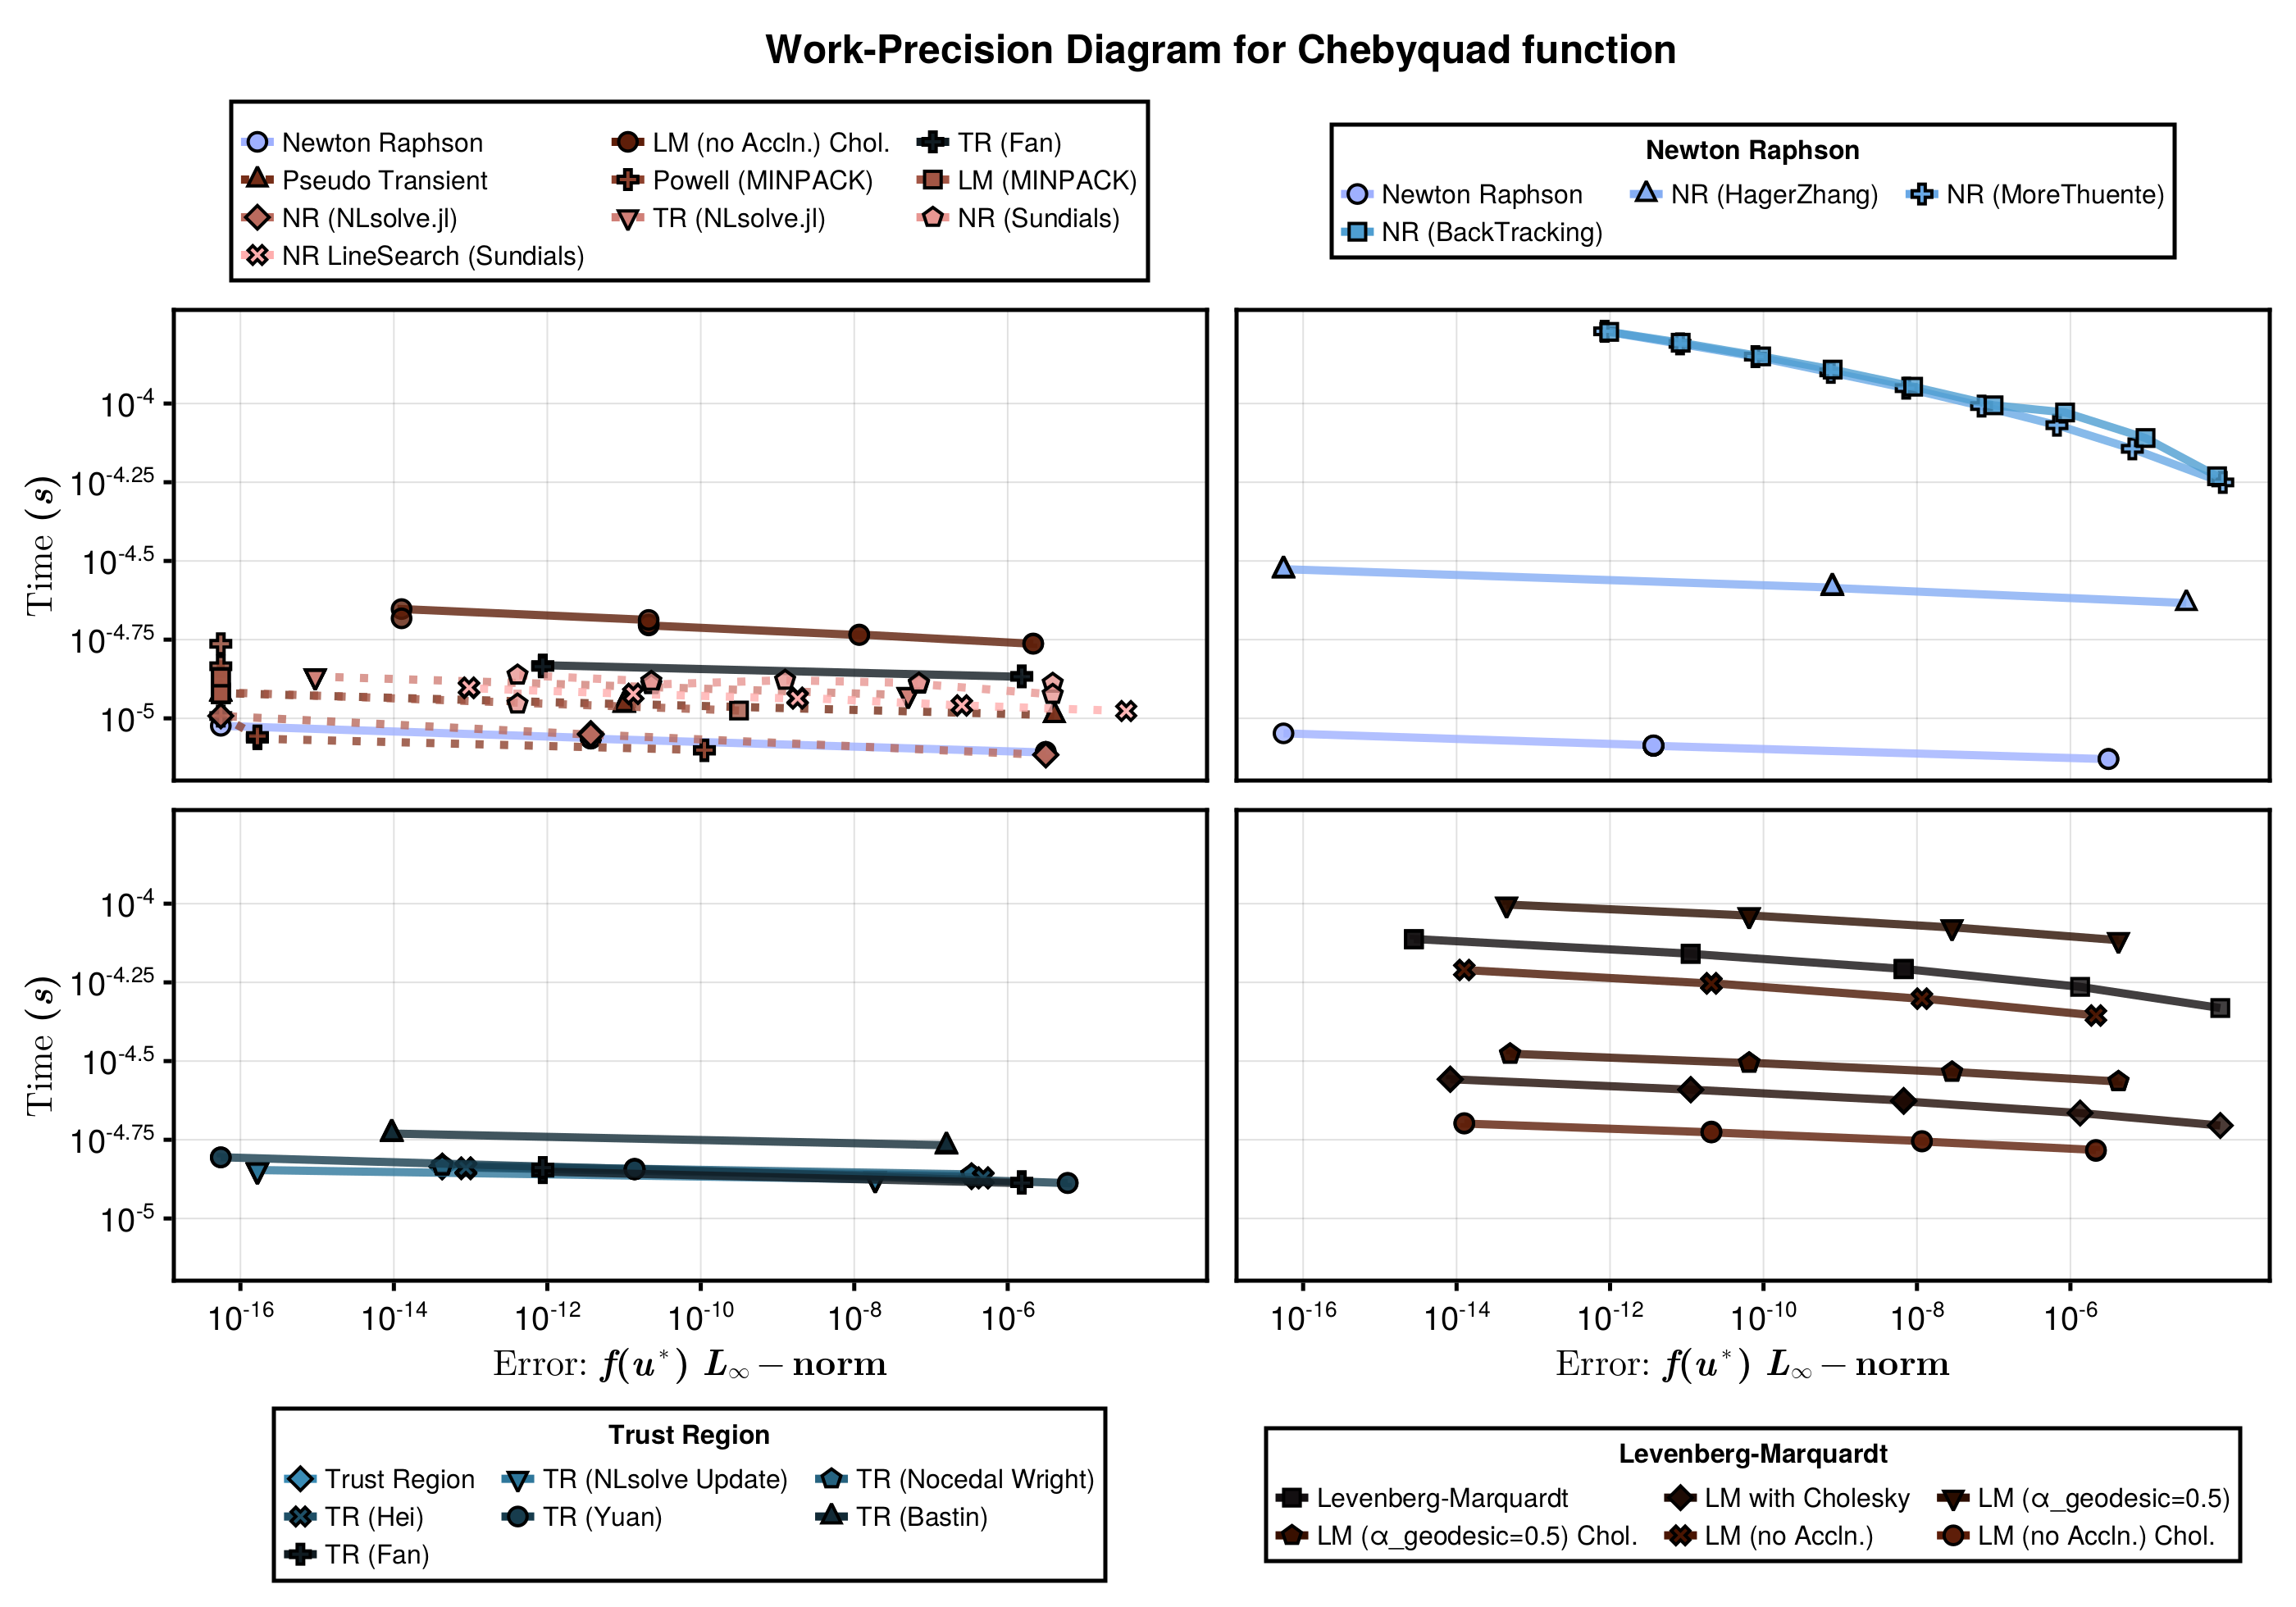 Work-Precision Diagram for Chebyquad function
Newton Raphson LM (no Accln.) Chol. TR (Fan)
Pseudo Transient Powell (MINPACK) LM (MINPACK)
NR (NLsolve.jl) TR (NLsolve.jl) NR (Sundials)
NR LineSearch (Sundials)
Newton Raphson
Newton Raphson NR (HagerZhang) NR (MoreThuente)
NR (BackTracking)
Time (s)
10^-4
10^-4.25
10^-4.5
10^-4.75
10^-5
Time (s)
10^-4
10^-4.25
10^-4.5
10^-4.75
10^-5
10^-16 10^-14 10^-12 10^-10 10^-8 10^-6
Error: f(u*) L∞ − norm
10^-16 10^-14 10^-12 10^-10 10^-8 10^-6
Error: f(u*) L∞ − norm
Trust Region
Trust Region TR (NLsolve Update) TR (Nocedal Wright)
TR (Hei) TR (Yuan) TR (Bastin)
TR (Fan)
Levenberg-Marquardt
Levenberg-Marquardt LM with Cholesky LM (α_geodesic=0.5)
LM (α_geodesic=0.5) Chol. LM (no Accln.) LM (no Accln.) Chol.